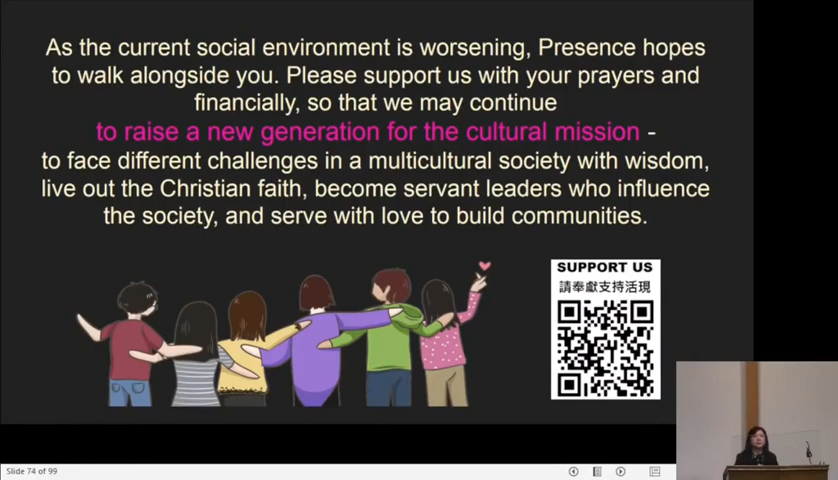 As the current social environment is worsening, Presence hopes
to walk alongside you. Please support us with your prayers and
financially, so that we may continue
to raise a new generation for the cultural mission -
to face different challenges in a multicultural society with wisdom,
live out the Christian faith, become servant leaders who influence
the society, and serve with love to build communities.
SUPPORT US
請奉獻支持活現
Slide 74 of 99